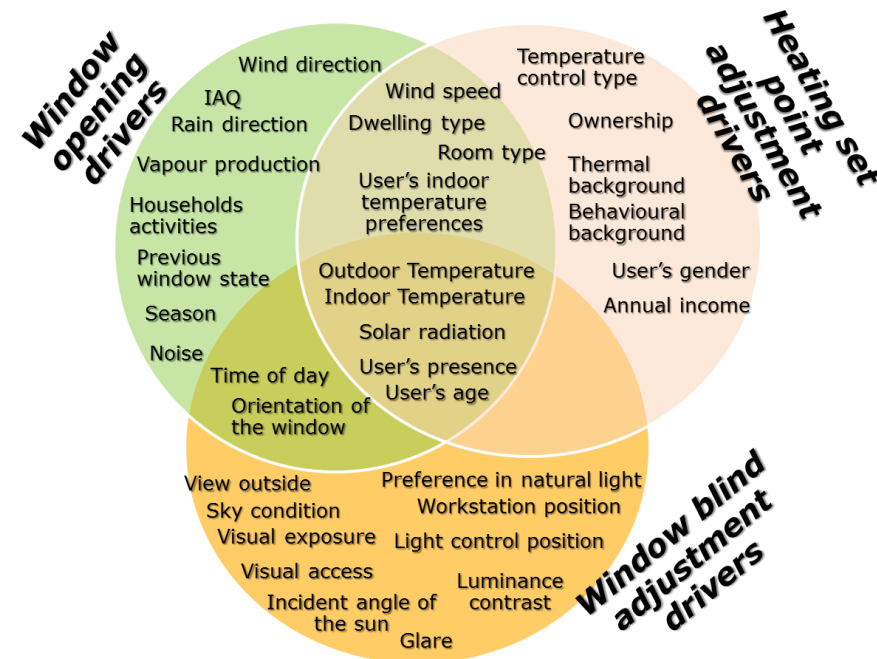 Window
opening
drivers
Heating set
point
adjustment
drivers
Wind direction
IAQ
Rain direction
Vapour production
Households
activities
Previous
window state
Season
Noise
Wind speed
Dwelling type
Room type
User's indoor
temperature
preferences
Temperature
control type
Ownership
Thermal
background
Behavioural
background
User's gender
Annual income
Outdoor Temperature
Indoor Temperature
Solar radiation
User's presence
User's age
Time of day
Orientation of
the window
View outside
Sky condition
Visual exposure
Visual access
Incident angle of
the sun
Glare
Preference in natural light
Workstation position
Light control position
Luminance
contrast
Window blind
adjustment
drivers